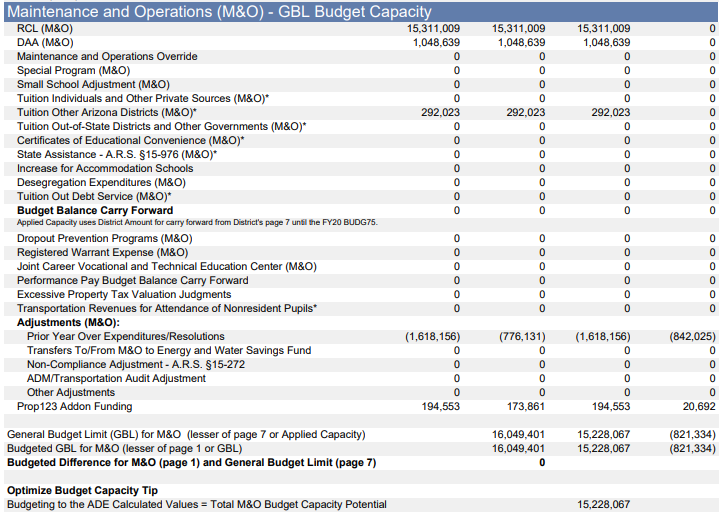 Maintenance and Operations (M&O) - GBL Budget Capacity
RCL (M&O) 15,311,009 15,311,009 15,311,009 0
DAA (M&O) 1,048,639 1,048,639 1,048,639 0
Maintenance and Operations Override 0 0 0 0
Special Program (M&O) 0 0 0 0
Small School Adjustment (M&O) 0 0 0 0
Tuition Individuals and Other Private Sources (M&O)* 0 0 0 0
Tuition Other Arizona Districts (M&O)* 292,023 292,023 292,023 0
Tuition Out-of-State Districts and Other Governments (M&O)* 0 0 0 0
Certificates of Educational Convenience (M&O)* 0 0 0 0
State Assistance - A.R.S. §15-976 (M&O)* 0 0 0 0
Increase for Accommodation Schools 0 0 0 0
Desegregation Expenditures (M&O) 0 0 0 0
Tuition Out Debt Service (M&O)* 0 0 0 0
Budget Balance Carry Forward 0 0 0 0
Applied Capacity uses District Amount for carry forward from District's page 7 until the FY20 BUDG75.
Dropout Prevention Programs (M&O) 0 0 0 0
Registered Warrant Expense (M&O) 0 0 0 0
Joint Career Vocational and Technical Education Center (M&O) 0 0 0 0
Performance Pay Budget Balance Carry Forward 0 0 0 0
Excessive Property Tax Valuation Judgments 0 0 0 0
Transportation Revenues for Attendance of Nonresident Pupils* 0 0 0 0
Adjustments (M&O):
Prior Year Over Expenditures/Resolutions (1,618,156) (776,131) (1,618,156) (842,025)
Transfers To/From M&O to Energy and Water Savings Fund 0 0 0 0
Non-Compliance Adjustment - A.R.S. §15-272 0 0 0 0
ADM/Transportation Audit Adjustment 0 0 0 0
Other Adjustments 0 0 0 0
Prop123 Addon Funding 194,553 173,861 194,553 20,692
General Budget Limit (GBL) for M&O (lesser of page 7 or Applied Capacity) 16,049,401 15,228,067 (821,334)
Budgeted GBL for M&O (lesser of page 1 or GBL) 16,049,401 15,228,067 (821,334)
Budgeted Difference for M&O (page 1) and General Budget Limit (page 7) 0
Optimize Budget Capacity Tip
Budgeting to the ADE Calculated Values = Total M&O Budget Capacity Potential 15,228,067